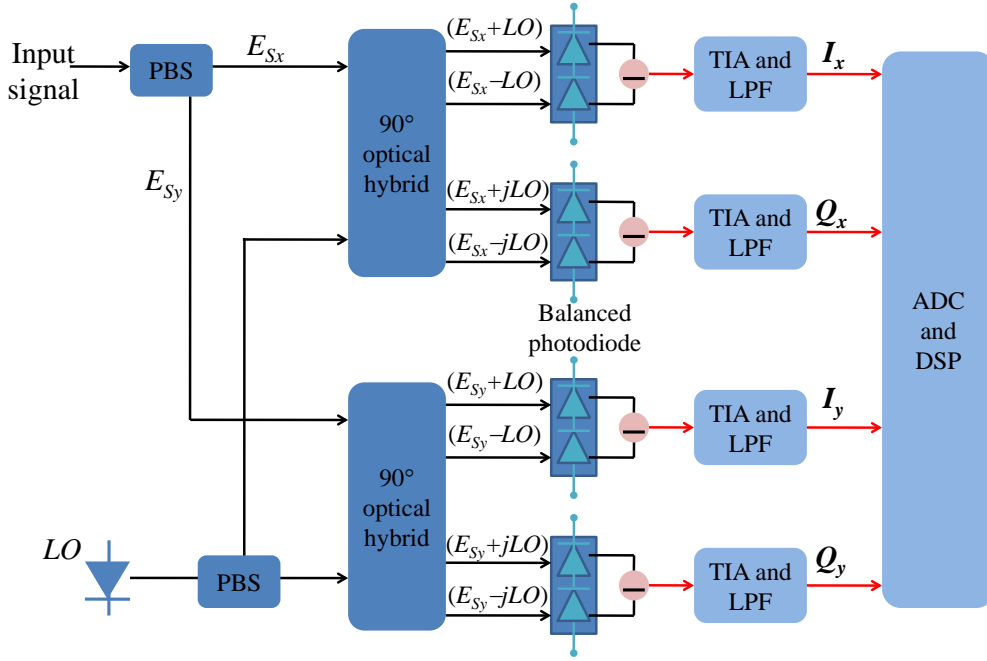 Input
signal
PBS
E_Sx
E_Sy
90°
optical
hybrid
(E_Sx+LO)
(E_Sx–LO)
(E_Sx+jLO)
(E_Sx–jLO)
TIA and
LPF
I_x
TIA and
LPF
Q_x
Balanced
photodiode
ADC
and
DSP
LO
PBS
90°
optical
hybrid
(E_Sy+LO)
(E_Sy–LO)
(E_Sy+jLO)
(E_Sy–jLO)
TIA and
LPF
I_y
TIA and
LPF
Q_y